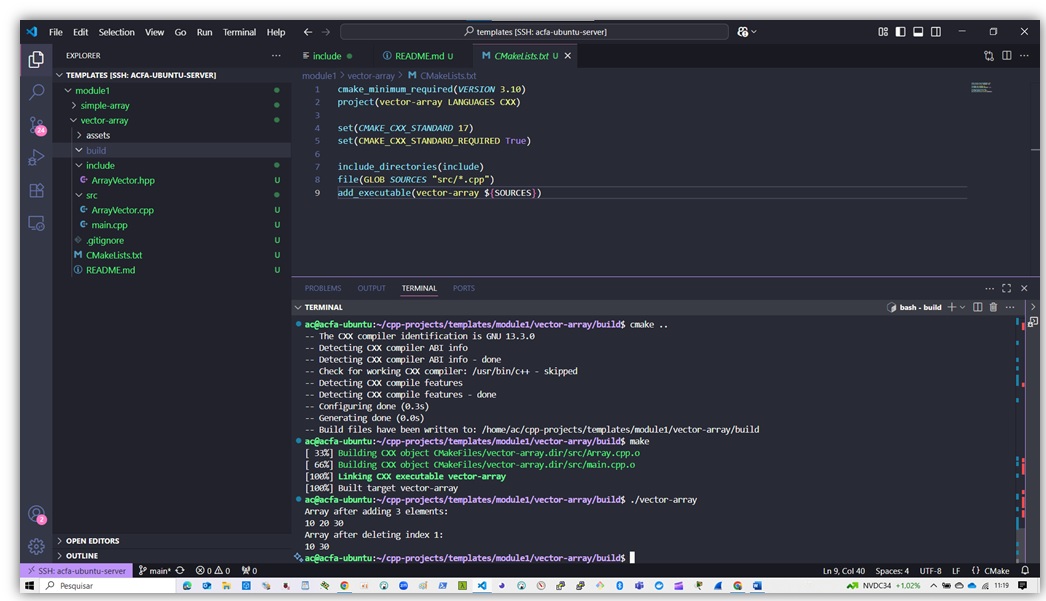 File Edit Selection View Go Run Terminal Help
templates [SSH: acfa-ubuntu-server]
EXPLORER
include
README.md U
CMakeLists.txt U
TEMPLATES [SSH: ACFA-UBUNTU-SERVER]
module1
simple-array
vector-array
assets
build
include
ArrayVector.hpp U
src
ArrayVector.cpp U
main.cpp U
.gitignore U
CMakeLists.txt U
README.md U
24
2
OPEN EDITORS
OUTLINE
module1 > vector-array > CMakeLists.txt
1 cmake_minimum_required(VERSION 3.10)
2 project(vector-array LANGUAGES CXX)
3
4 set(CMAKE_CXX_STANDARD 17)
5 set(CMAKE_CXX_STANDARD_REQUIRED True)
6
7 include_directories(include)
8 file(GLOB SOURCES "src/*.cpp")
9 add_executable(vector-array ${SOURCES})
PROBLEMS OUTPUT TERMINAL PORTS
TERMINAL
bash - build
ac@acfa-ubuntu:~/cpp-projects/templates/module1/vector-array/build$ cmake ..
-- The CXX compiler identification is GNU 13.3.0
-- Detecting CXX compiler ABI info
-- Detecting CXX compiler ABI info - done
-- Check for working CXX compiler: /usr/bin/c++ - skipped
-- Detecting CXX compile features
-- Detecting CXX compile features - done
-- Configuring done (0.3s)
-- Generating done (0.0s)
-- Build files have been written to: /home/ac/cpp-projects/templates/module1/vector-array/build
ac@acfa-ubuntu:~/cpp-projects/templates/module1/vector-array/build$ make
[ 33%] Building CXX object CMakeFiles/vector-array.dir/src/Array.cpp.o
[ 66%] Building CXX object CMakeFiles/vector-array.dir/src/main.cpp.o
[100%] Linking CXX executable vector-array
[100%] Built target vector-array
ac@acfa-ubuntu:~/cpp-projects/templates/module1/vector-array/build$ ./vector-array
Array after adding 3 elements:
10 20 30
Array after deleting index 1:
10 30
ac@acfa-ubuntu:~/cpp-projects/templates/module1/vector-array/build$
SSH: acfa-ubuntu-server main* 0 0 0
Ln 9, Col 40 Spaces: 4 UTF-8 LF {} CMake
Pesquisar
NVDC34 +1,02%
11:19